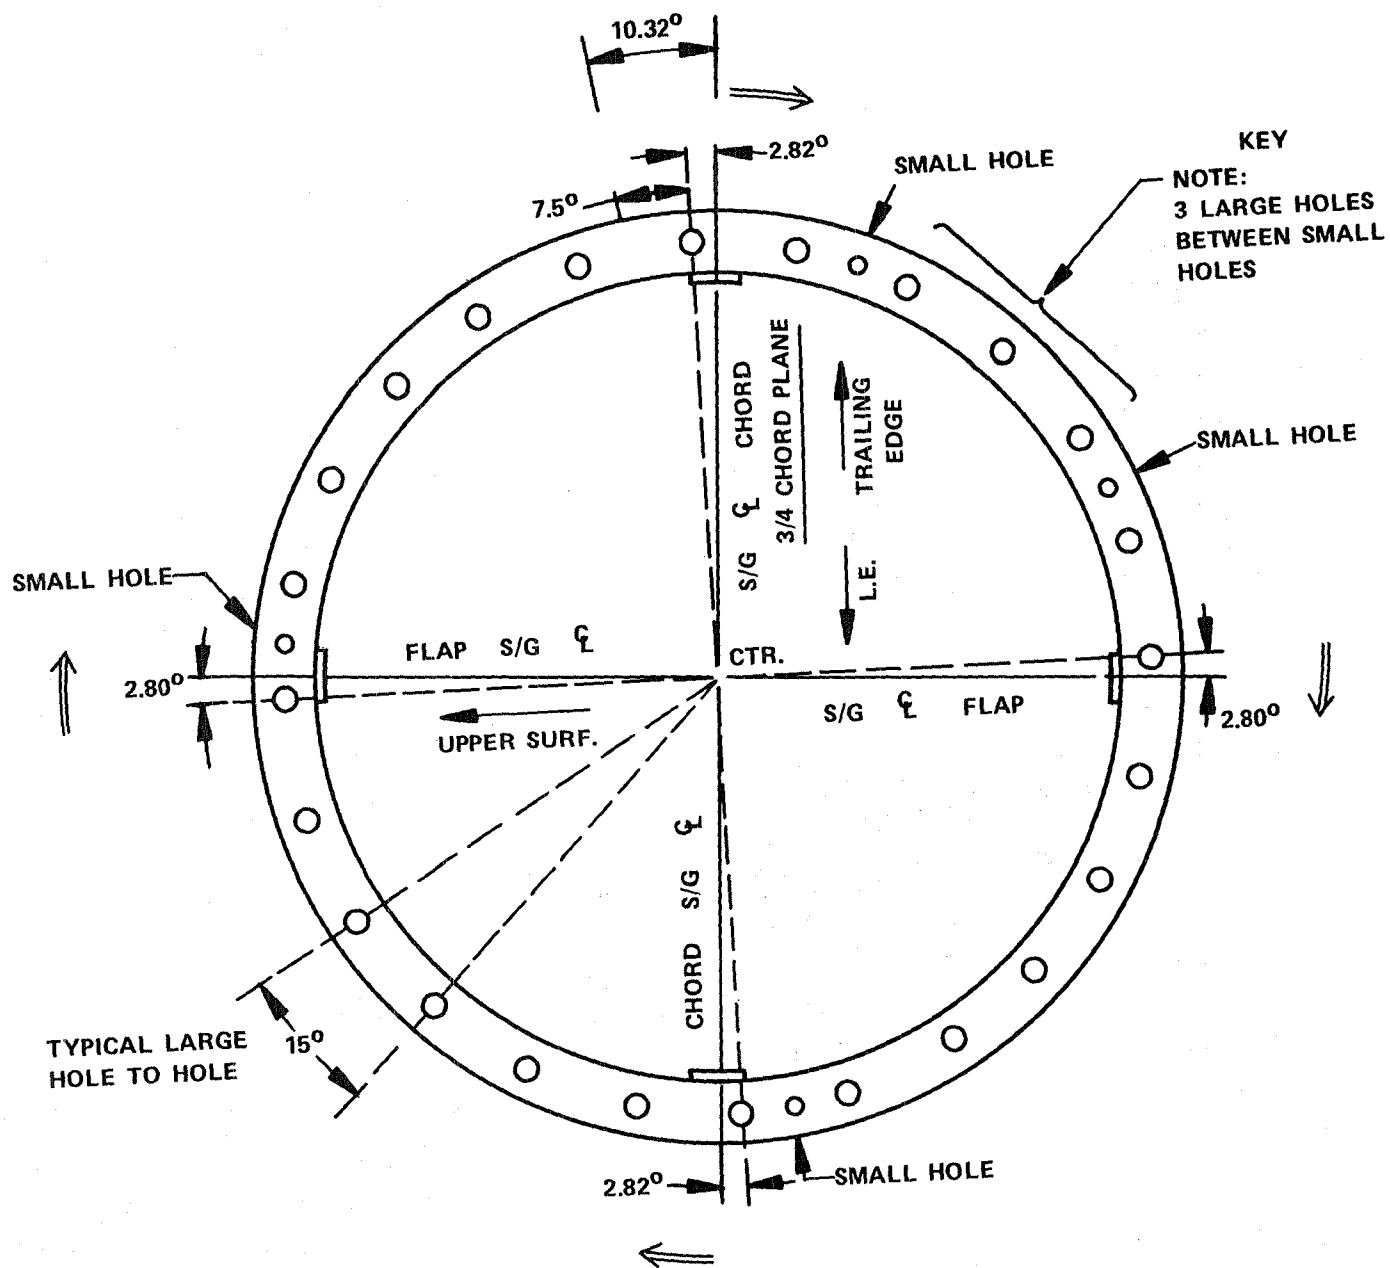 10.32°
2.82°
7.5°
SMALL HOLE
KEY
NOTE:
3 LARGE HOLES
BETWEEN SMALL
HOLES
SMALL HOLE
S/G ℄ CHORD
3/4 CHORD PLANE
TRAILING
EDGE
L.E.
SMALL HOLE
FLAP S/G ℄
CTR.
2.80°
UPPER SURF.
S/G ℄ FLAP
2.80°
CHORD S/G ℄
TYPICAL LARGE
HOLE TO HOLE
15°
2.82°
SMALL HOLE